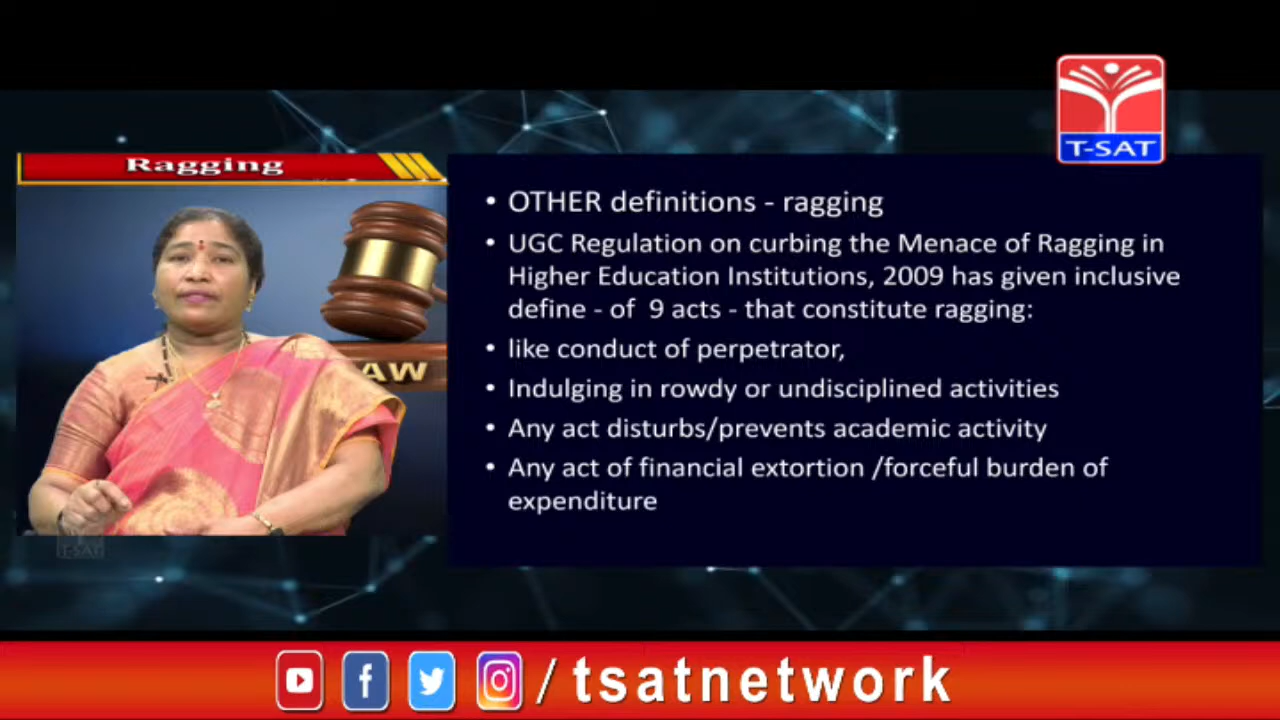 T-SAT
Ragging
• OTHER definitions - ragging
• UGC Regulation on curbing the Menace of Ragging in
Higher Education Institutions, 2009 has given inclusive
define - of 9 acts - that constitute ragging:
• like conduct of perpetrator,
• Indulging in rowdy or undisciplined activities
• Any act disturbs/prevents academic activity
• Any act of financial extortion /forceful burden of
expenditure
AW
T-SAT
/tsatnetwork